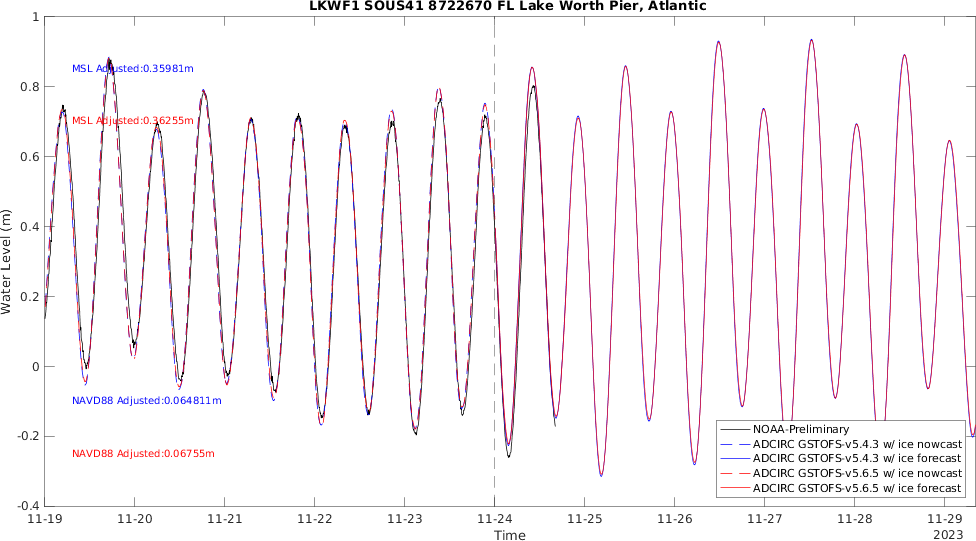 LKWF1 SOUS41 8722670 FL Lake Worth Pier, Atlantic
1
0.8
0.6
0.4
0.2
0
-0.2
-0.4
Water Level (m)
MSL Adjusted:0.35981m
MSL Adjusted:0.36255m
NAVD88 Adjusted:0.064811m
NAVD88 Adjusted:0.06755m
NOAA-Preliminary
ADCIRC GSTOFS-v5.4.3 w/ ice nowcast
ADCIRC GSTOFS-v5.4.3 w/ ice forecast
ADCIRC GSTOFS-v5.6.5 w/ ice nowcast
ADCIRC GSTOFS-v5.6.5 w/ ice forecast
11-19 11-20 11-21 11-22 11-23 11-24 11-25 11-26 11-27 11-28 11-29
Time
2023